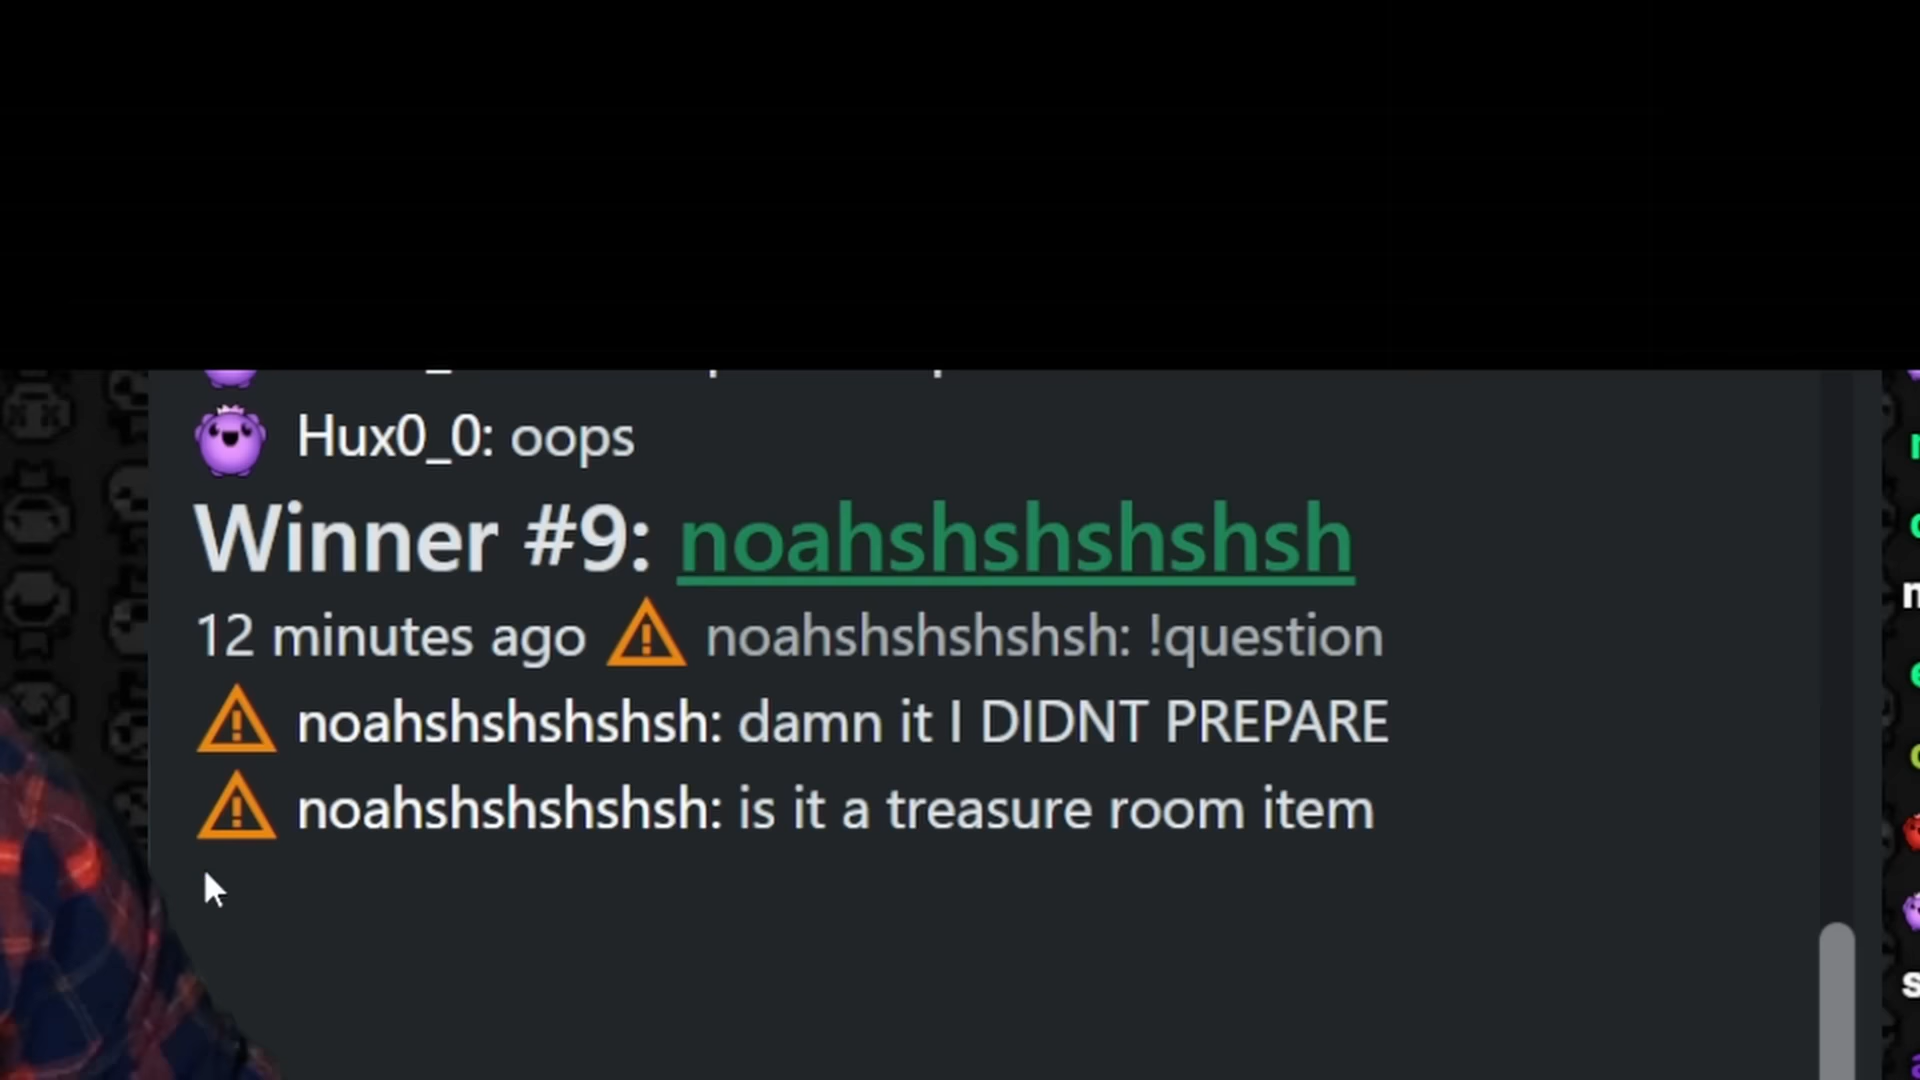 Hux0_0: oops
Winner #9: noahshshshshsh
12 minutes ago noahshshshshsh: !question
noahshshshshsh: damn it I DIDNT PREPARE
noahshshshshsh: is it a treasure room item